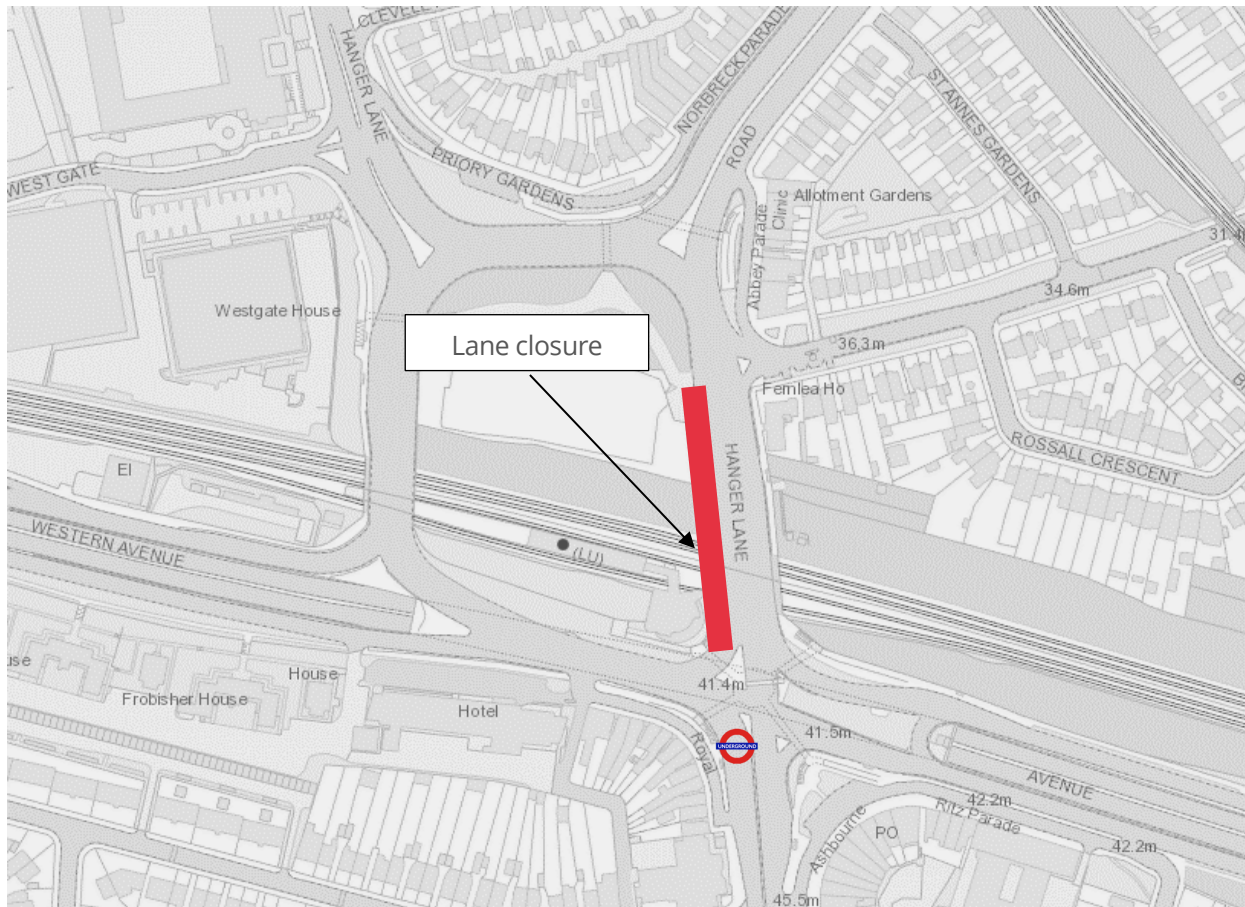 CLEVELE
HANGER LANE
NORBRECK PARADE
ST ANNES GARDENS
ROAD
PRIORY GARDENS
WEST GATE
Clinic
Allotment Gardens
Abbey Parade
31.4
34.6m
Westgate House
Lane closure
36.3m
Fernlea Ho
HANGER LANE
ROSSALL CRESCENT
El
WESTERN AVENUE
(LU)
House
41.4m
Frobisher House
Hotel
Royal
41.5m
UNDERGROUND
AVENUE
42.2m
Ritz Parade
Ashbourne
PO
42.2m
45.5m